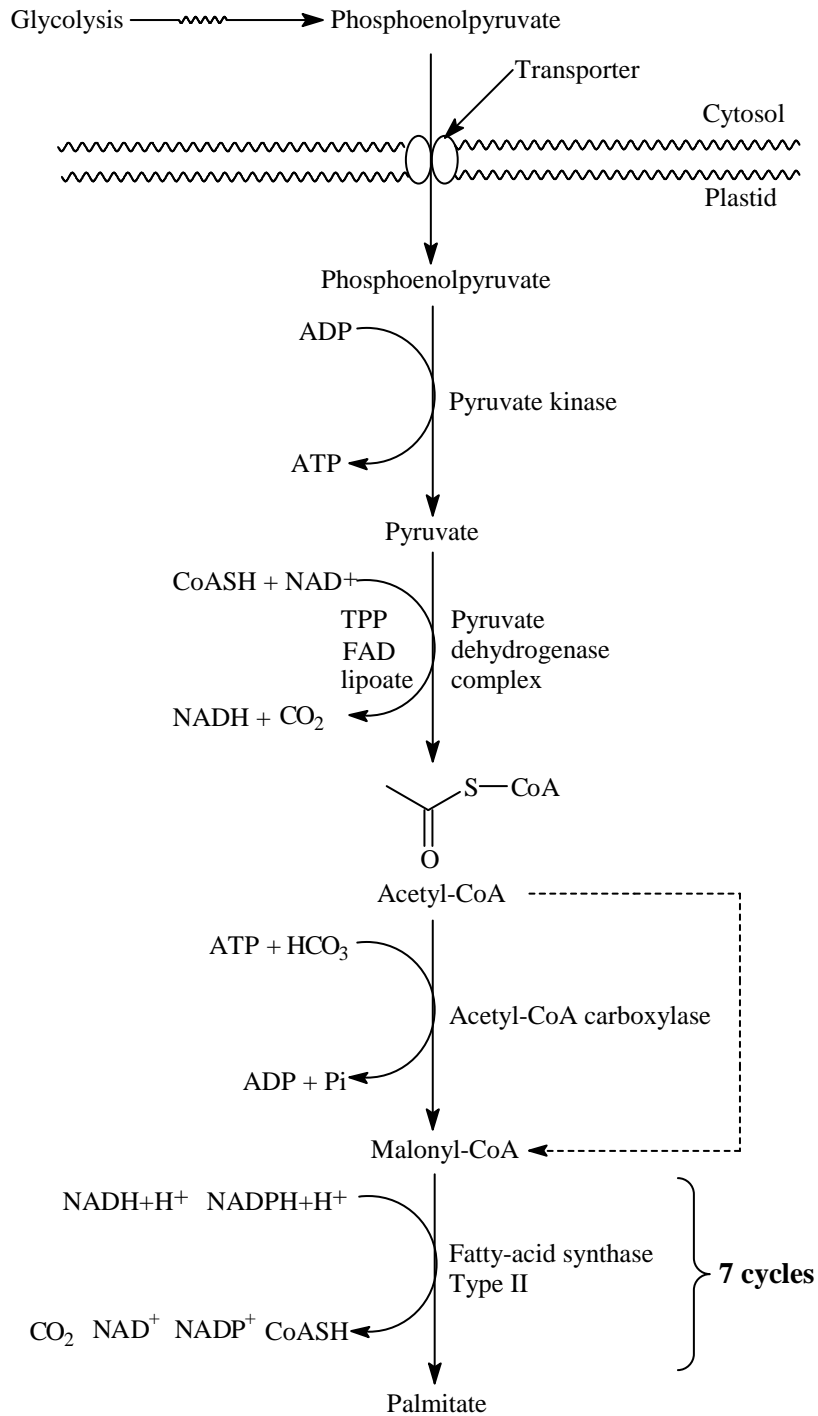 Glycolysis Phosphoenolpyruvate
Transporter
Cytosol
Plastid
Phosphoenolpyruvate
ADP
Pyruvate kinase
ATP
Pyruvate
CoASH + NAD+
TPP
FAD
lipoate
Pyruvate
dehydrogenase
complex
NADH + CO₂
S—CoA
O
Acetyl-CoA
ATP + HCO₃
Acetyl-CoA carboxylase
ADP + Pi
Malonyl-CoA
NADH+H⁺ NADPH+H⁺
Fatty-acid synthase
Type II
7 cycles
CO₂ NAD⁺ NADP⁺ CoASH
Palmitate